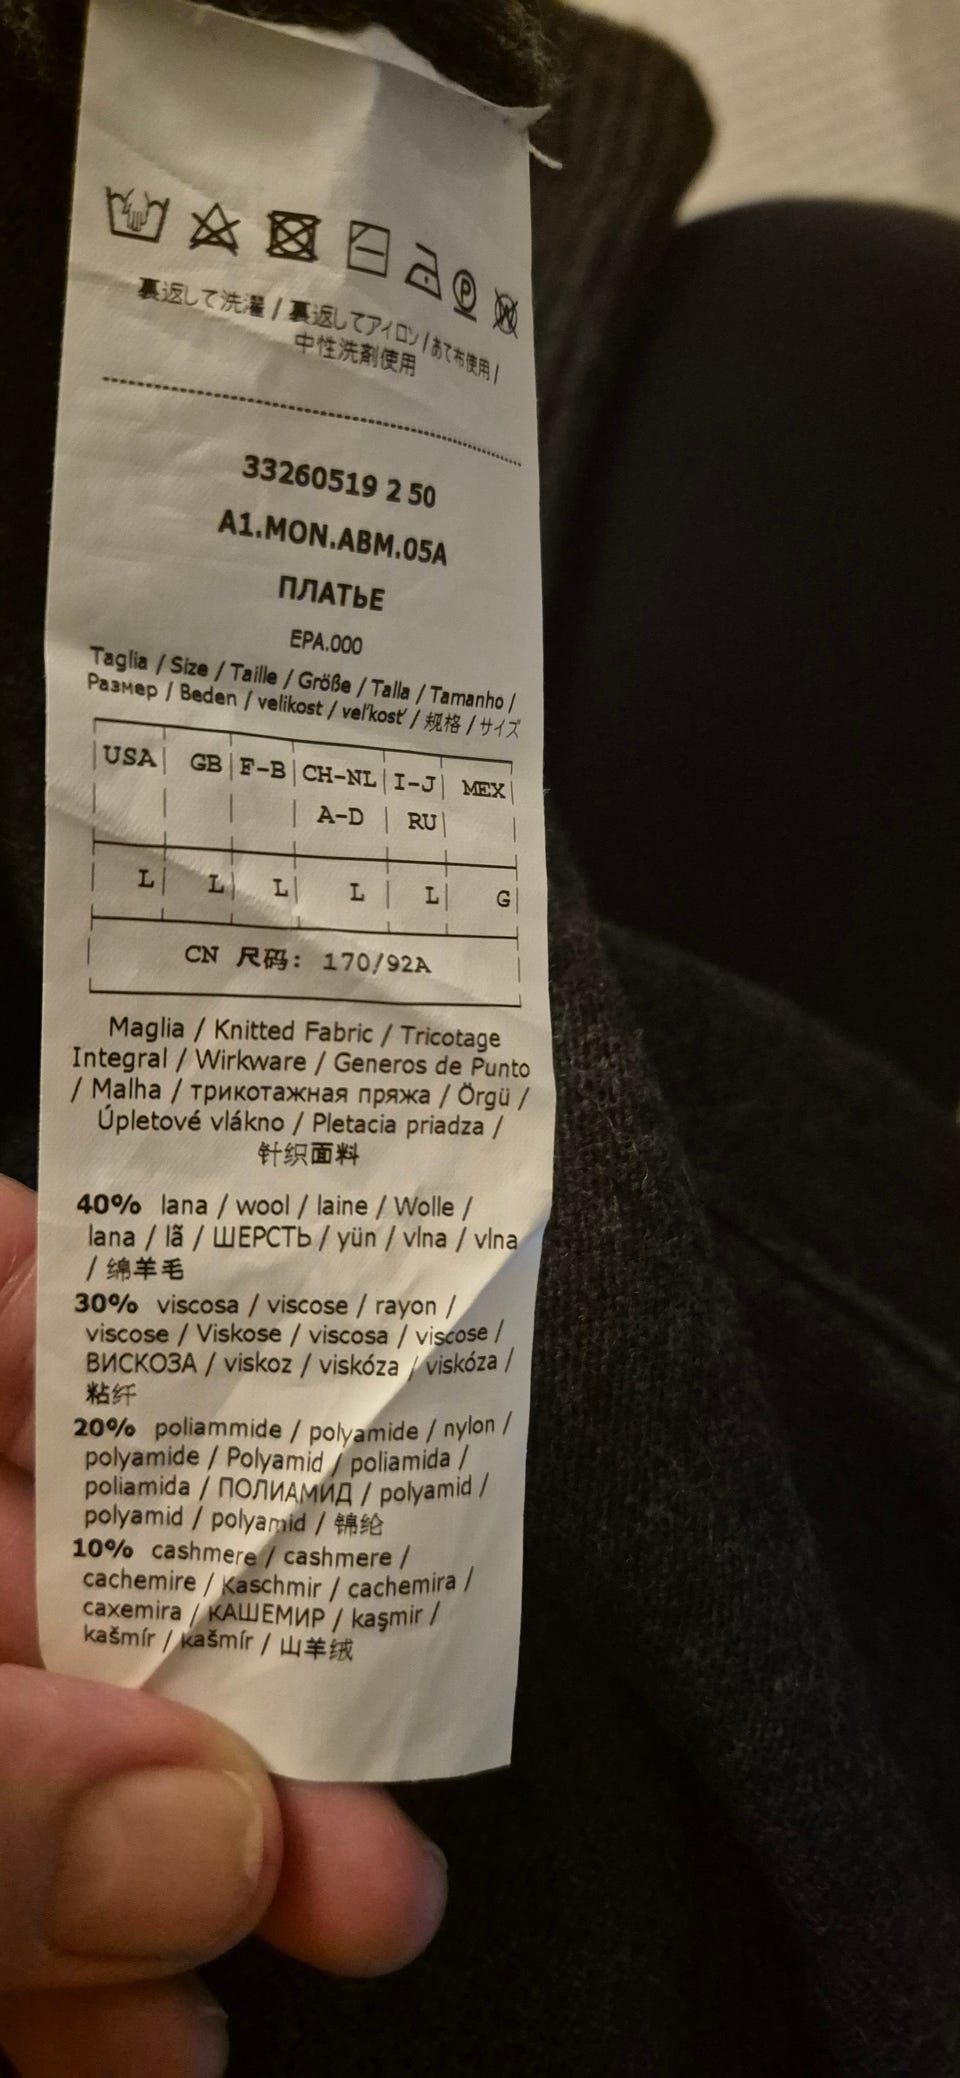 裏返して洗濯 / 裏返してアイロン / あて布使用 /
中性洗剤使用
33260519 2 50
A1.MON.ABM.05A
ПЛАТЬЕ
EPA.000
Taglia / Size / Taille / Größe / Talla / Tamanho /
Размер / Beden / velikost / veľkosť / 规格 / サイズ
USA GB F-B CH-NL I-J MEX
A-D RU
L L L L L G
CN 尺码: 170/92A
Maglia / Knitted Fabric / Tricotage
Integral / Wirkware / Generos de Punto
/ Malha / трикотажная пряжа / Örgü /
Úpletové vlákno / Pletacia priadza /
针织面料
40% lana / wool / laine / Wolle /
lana / lã / ШЕРСТЬ / yün / vlna / vlna
/ 绵羊毛
30% viscosa / viscose / rayon /
viscose / Viskose / viscosa / viscose /
ВИСКОЗА / viskoz / viskóza / viskóza /
粘纤
20% poliammide / polyamide / nylon /
polyamide / Polyamid / poliamida /
poliamida / ПОЛИАМИД / polyamid /
polyamid / polyamid / 锦纶
10% cashmere / cashmere /
cachemire / Kaschmir / cachemira /
caxemira / КАШЕМИР / kaşmir /
kašmír / kašmír / 山羊绒